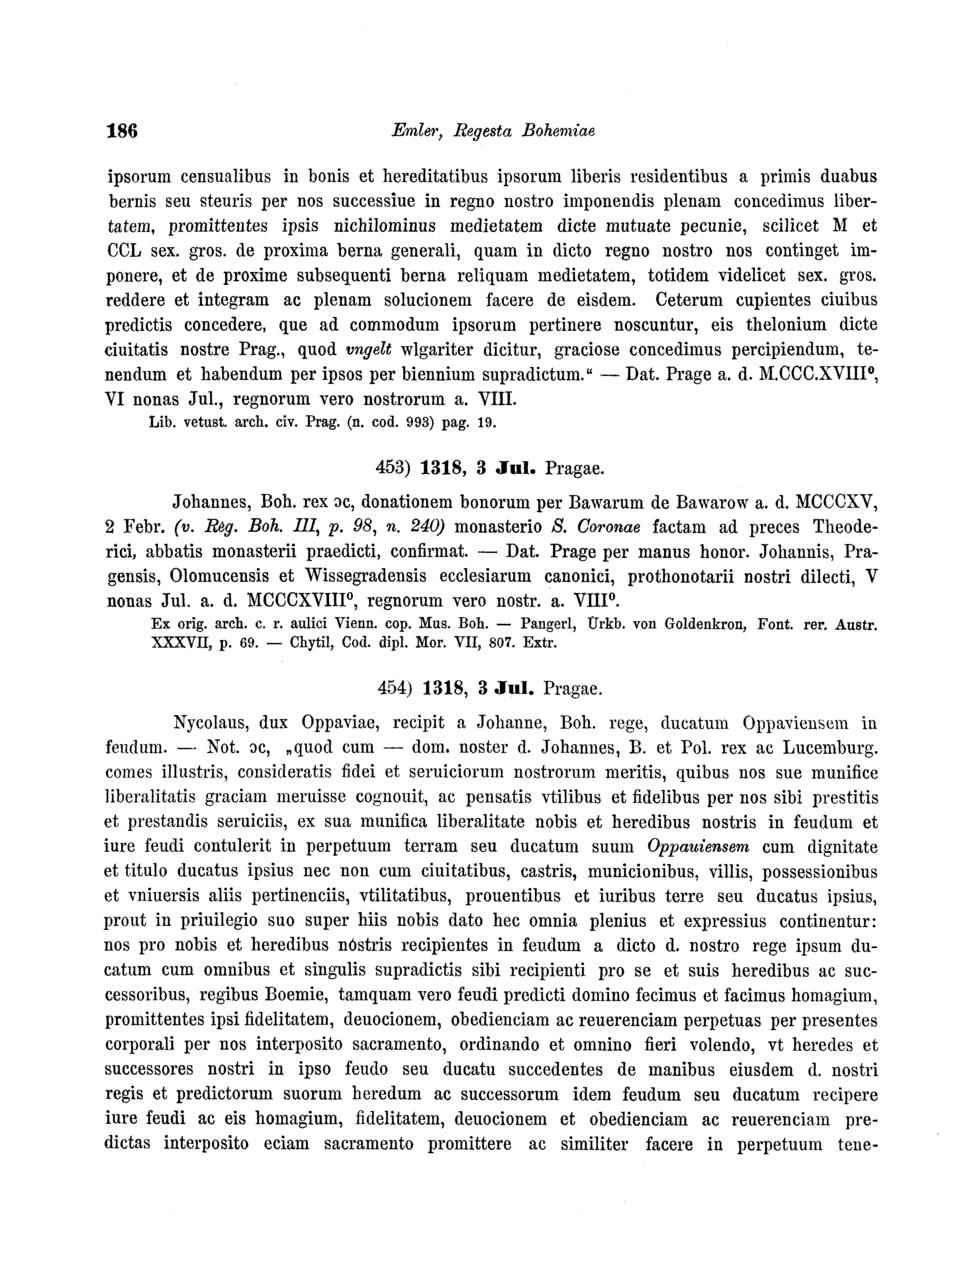 186 Emler, Regesta Bohemiae
ipsorum censualibus in bonis et hereditatibus ipsorum liberis residentibus a primis duabus
bernis seu steuris per nos successiue in regno nostro imponendis plenam concedimus liber-
tatem, promittentes ipsis nichilominus medietatem dicte mutuate pecunie, scilicet M et
CCL sex. gros. de proxima berna generali, quam in dicto regno nostro nos continget im-
ponere, et de proxime subsequenti berna reliquam medietatem, totidem videlicet sex. gros.
reddere et integram ac plenam solucionem facere de eisdem. Ceterum cupientes ciuibus
predictis concedere, que ad commodum ipsorum pertinere noscuntur, eis thelonium dicte
ciuitatis nostre Prag., quod vngelt wlgariter dicitur, graciose concedimus percipiendum, te-
nendum et habendum per ipsos per biennium supradictum.“ — Dat. Prage a. d. M.CCC.XVIII⁰,
VI nonas Jul., regnorum vero nostrorum a. VIII.
Lib. vetust. arch. civ. Prag. (n. cod. 993) pag. 19.
453) 1318, 3 Jul. Pragae.
Johannes, Boh. rex ɔc, donationem bonorum per Bawarum de Bawarow a. d. MCCCXV,
2 Febr. (v. Reg. Boh. III, p. 98, n. 240) monasterio S. Coronae factam ad preces Theode-
rici, abbatis monasterii praedicti, confirmat. — Dat. Prage per manus honor. Johannis, Pra-
gensis, Olomucensis et Wissegradensis ecclesiarum canonici, prothonotarii nostri dilecti, V
nonas Jul. a. d. MCCCXVIII⁰, regnorum vero nostr. a. VIII⁰.
Ex orig. arch. c. r. aulici Vienn. cop. Mus. Boh. — Pangerl, Urkb. von Goldenkron, Font. rer. Austr.
XXXVII, p. 69. — Chytil, Cod. dipl. Mor. VII, 807. Extr.
454) 1318, 3 Jul. Pragae.
Nycolaus, dux Oppaviae, recipit a Johanne, Boh. rege, ducatum Oppaviensem in
feudum. — Not. ɔc, „quod cum — dom. noster d. Johannes, B. et Pol. rex ac Lucemburg.
comes illustris, consideratis fidei et seruiciorum nostrorum meritis, quibus nos sue munifice
liberalitatis graciam meruisse cognouit, ac pensatis vtilibus et fidelibus per nos sibi prestitis
et prestandis seruiciis, ex sua munifica liberalitate nobis et heredibus nostris in feudum et
iure feudi contulerit in perpetuum terram seu ducatum suum Oppauiensem cum dignitate
et titulo ducatus ipsius nec non cum ciuitatibus, castris, municionibus, villis, possessionibus
et vniuersis aliis pertinenciis, vtilitatibus, prouentibus et iuribus terre seu ducatus ipsius,
prout in priuilegio suo super hiis nobis dato hec omnia plenius et expressius continentur:
nos pro nobis et heredibus nostris recipientes in feudum a dicto d. nostro rege ipsum du-
catum cum omnibus et singulis supradictis sibi recipienti pro se et suis heredibus ac suc-
cessoribus, regibus Boemie, tamquam vero feudi predicti domino fecimus et facimus homagium,
promittentes ipsi fidelitatem, deuocionem, obedienciam ac reuerenciam perpetuas per presentes
corporali per nos interposito sacramento, ordinando et omnino fieri volendo, vt heredes et
successores nostri in ipso feudo seu ducatu succedentes de manibus eiusdem d. nostri
regis et predictorum suorum heredum ac successorum idem feudum seu ducatum recipere
iure feudi ac eis homagium, fidelitatem, deuocionem et obedienciam ac reuerenciam pre-
dictas interposito eciam sacramento promittere ac similiter facere in perpetuum tene-